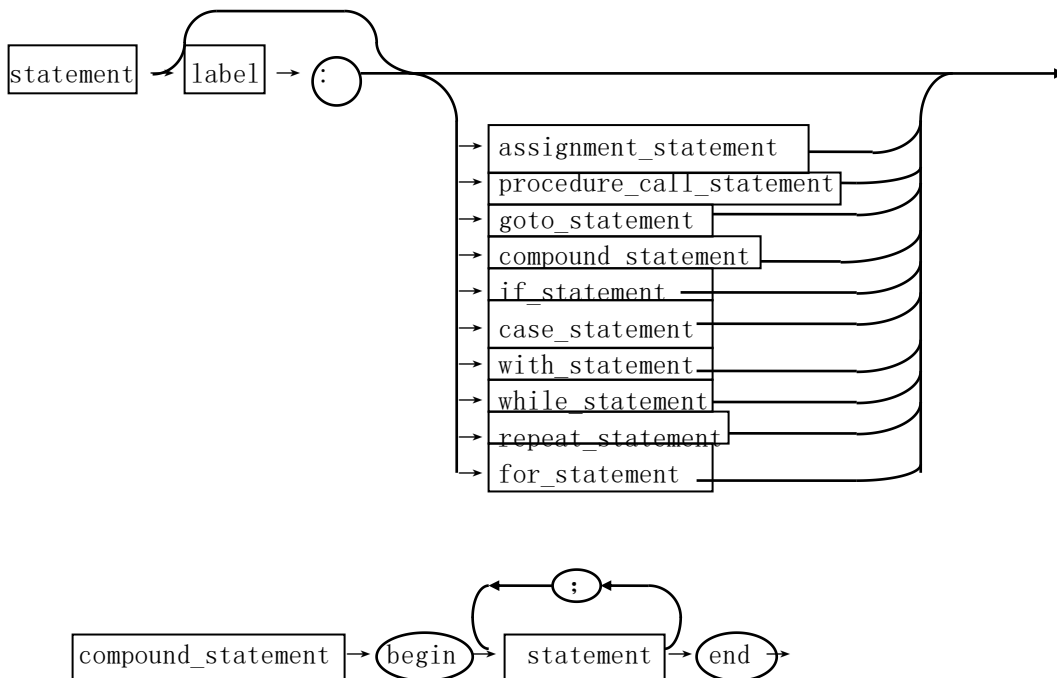 statement label :
assignment_statement
procedure_call_statement
goto_statement
compound statement
if_statement
case_statement
with_statement
while_statement
repeat_statement
for_statement
;
compound_statement begin statement end